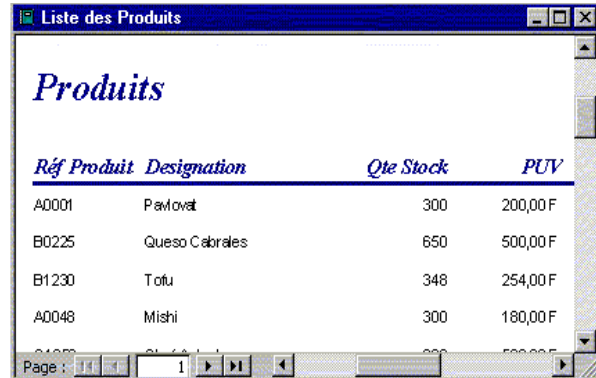 Liste des Produits
Produits
Réf Produit Designation Qte Stock PUV
A0001 Pavlovat 300 200,00 F
B0225 Queso Cabrales 650 500,00 F
B1230 Tofu 348 254,00 F
A0048 Mishi 300 180,00 F
Page : 1